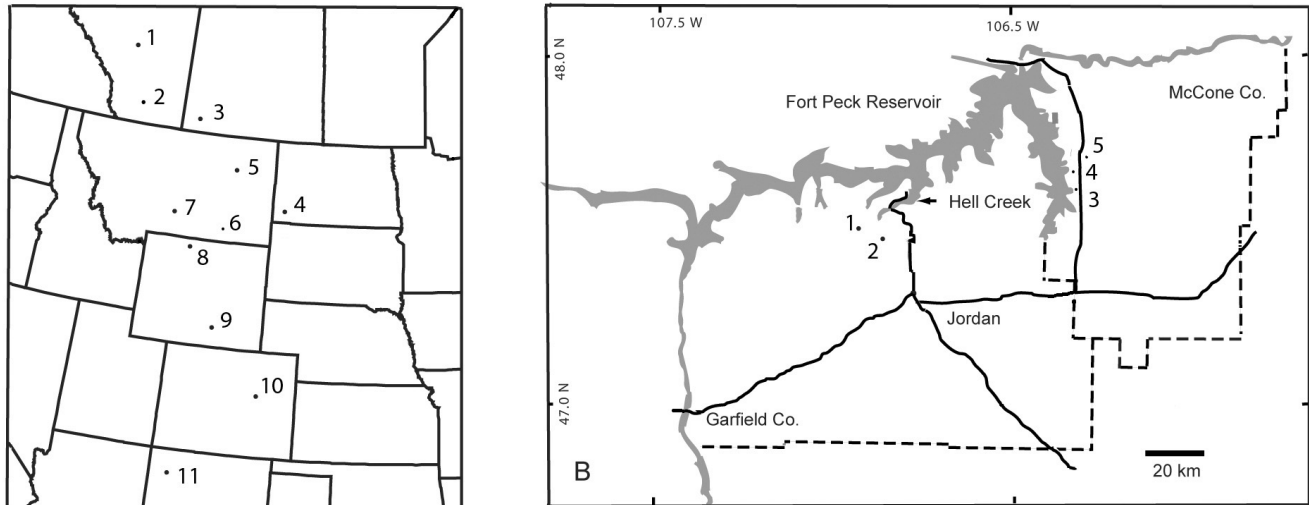 1
2
3
5
4
7
6
8
9
10
11
107.5 W
106.5 W
48.0 N
McCone Co.
Fort Peck Reservoir
5
4
3
Hell Creek
1
2
Jordan
47.0 N
Garfield Co.
B
20 km